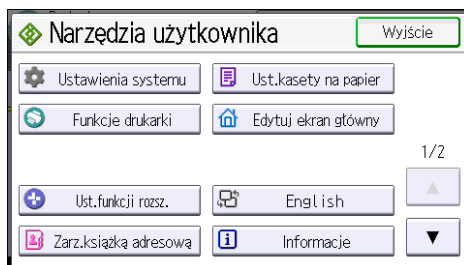 Narzędzia użytkownika
Wyjście
Ustawienia systemu
Ust.kasety na papier
Funkcje drukarki
Edytuj ekran główny
1/2
Ust.funkcji rozsz.
English
Zarz.książką adresową
Informacje